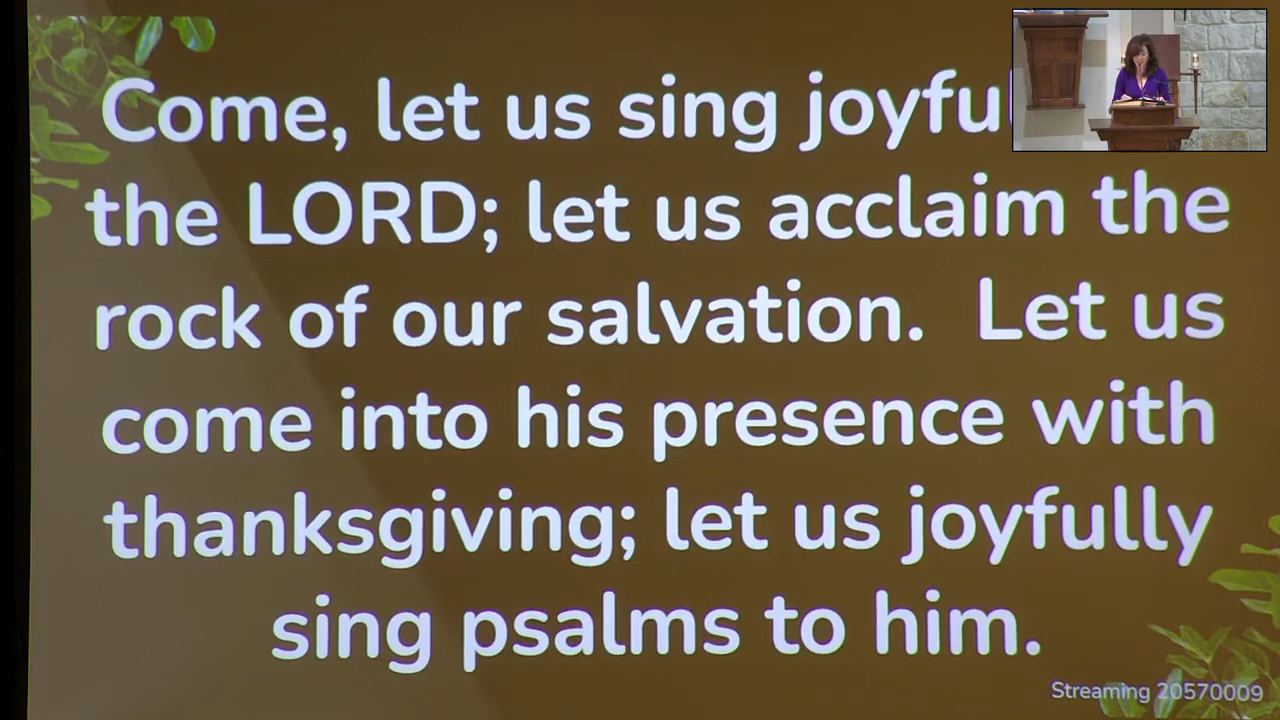 Come, let us sing joyfu
the LORD; let us acclaim the
rock of our salvation.  Let us
come into his presence with
thanksgiving; let us joyfully
sing psalms to him.
Streaming 20570009